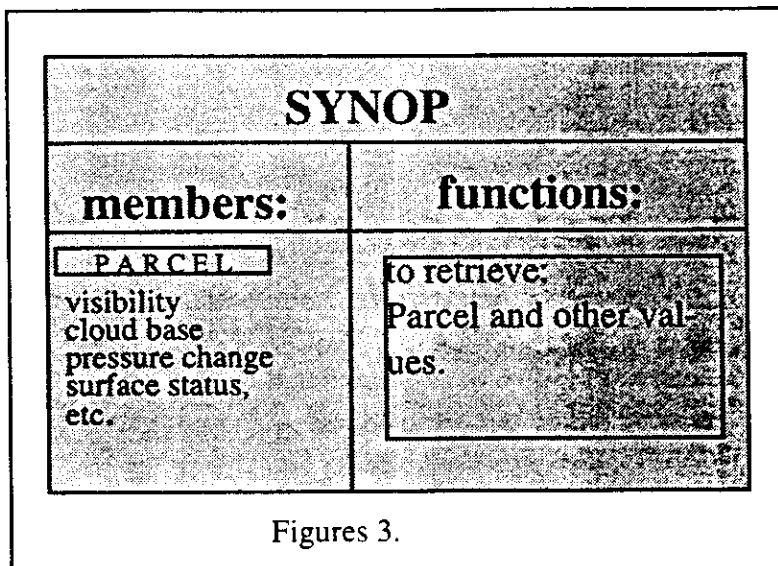 SYNOP
members:
functions:
PARCEL
visibility
cloud base
pressure change
surface status,
etc.
to retrieve;
Parcel and other val-
ues.
Figures 3.